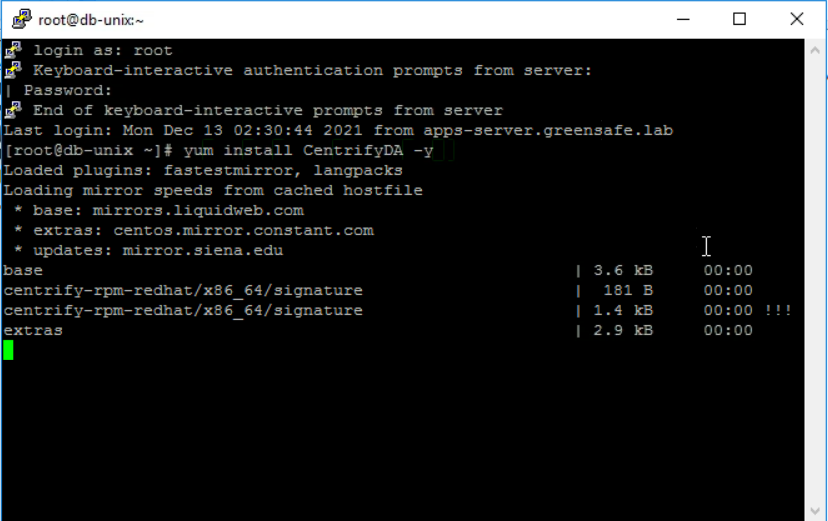 root@db-unix:~
login as: root
Keyboard-interactive authentication prompts from server:
| Password:
End of keyboard-interactive prompts from server
Last login: Mon Dec 13 02:30:44 2021 from apps-server.greensafe.lab
[root@db-unix ~]# yum install CentrifyDA -y
Loaded plugins: fastestmirror, langpacks
Loading mirror speeds from cached hostfile
 * base: mirrors.liquidweb.com
 * extras: centos.mirror.constant.com
 * updates: mirror.siena.edu
base | 3.6 kB 00:00
centrify-rpm-redhat/x86_64/signature | 181 B 00:00
centrify-rpm-redhat/x86_64/signature | 1.4 kB 00:00 !!!
extras | 2.9 kB 00:00